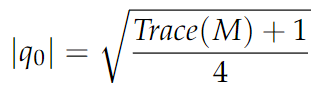 |q₀| = √((Trace(M) + 1) / 4)